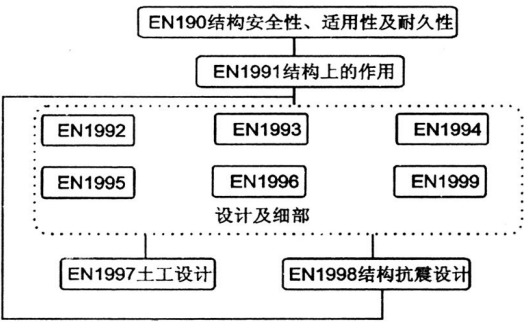 EN190结构安全性、适用性及耐久性
EN1991结构上的作用
EN1992 EN1993 EN1994
EN1995 EN1996 EN1999
设计及细部
EN1997土工设计 EN1998结构抗震设计